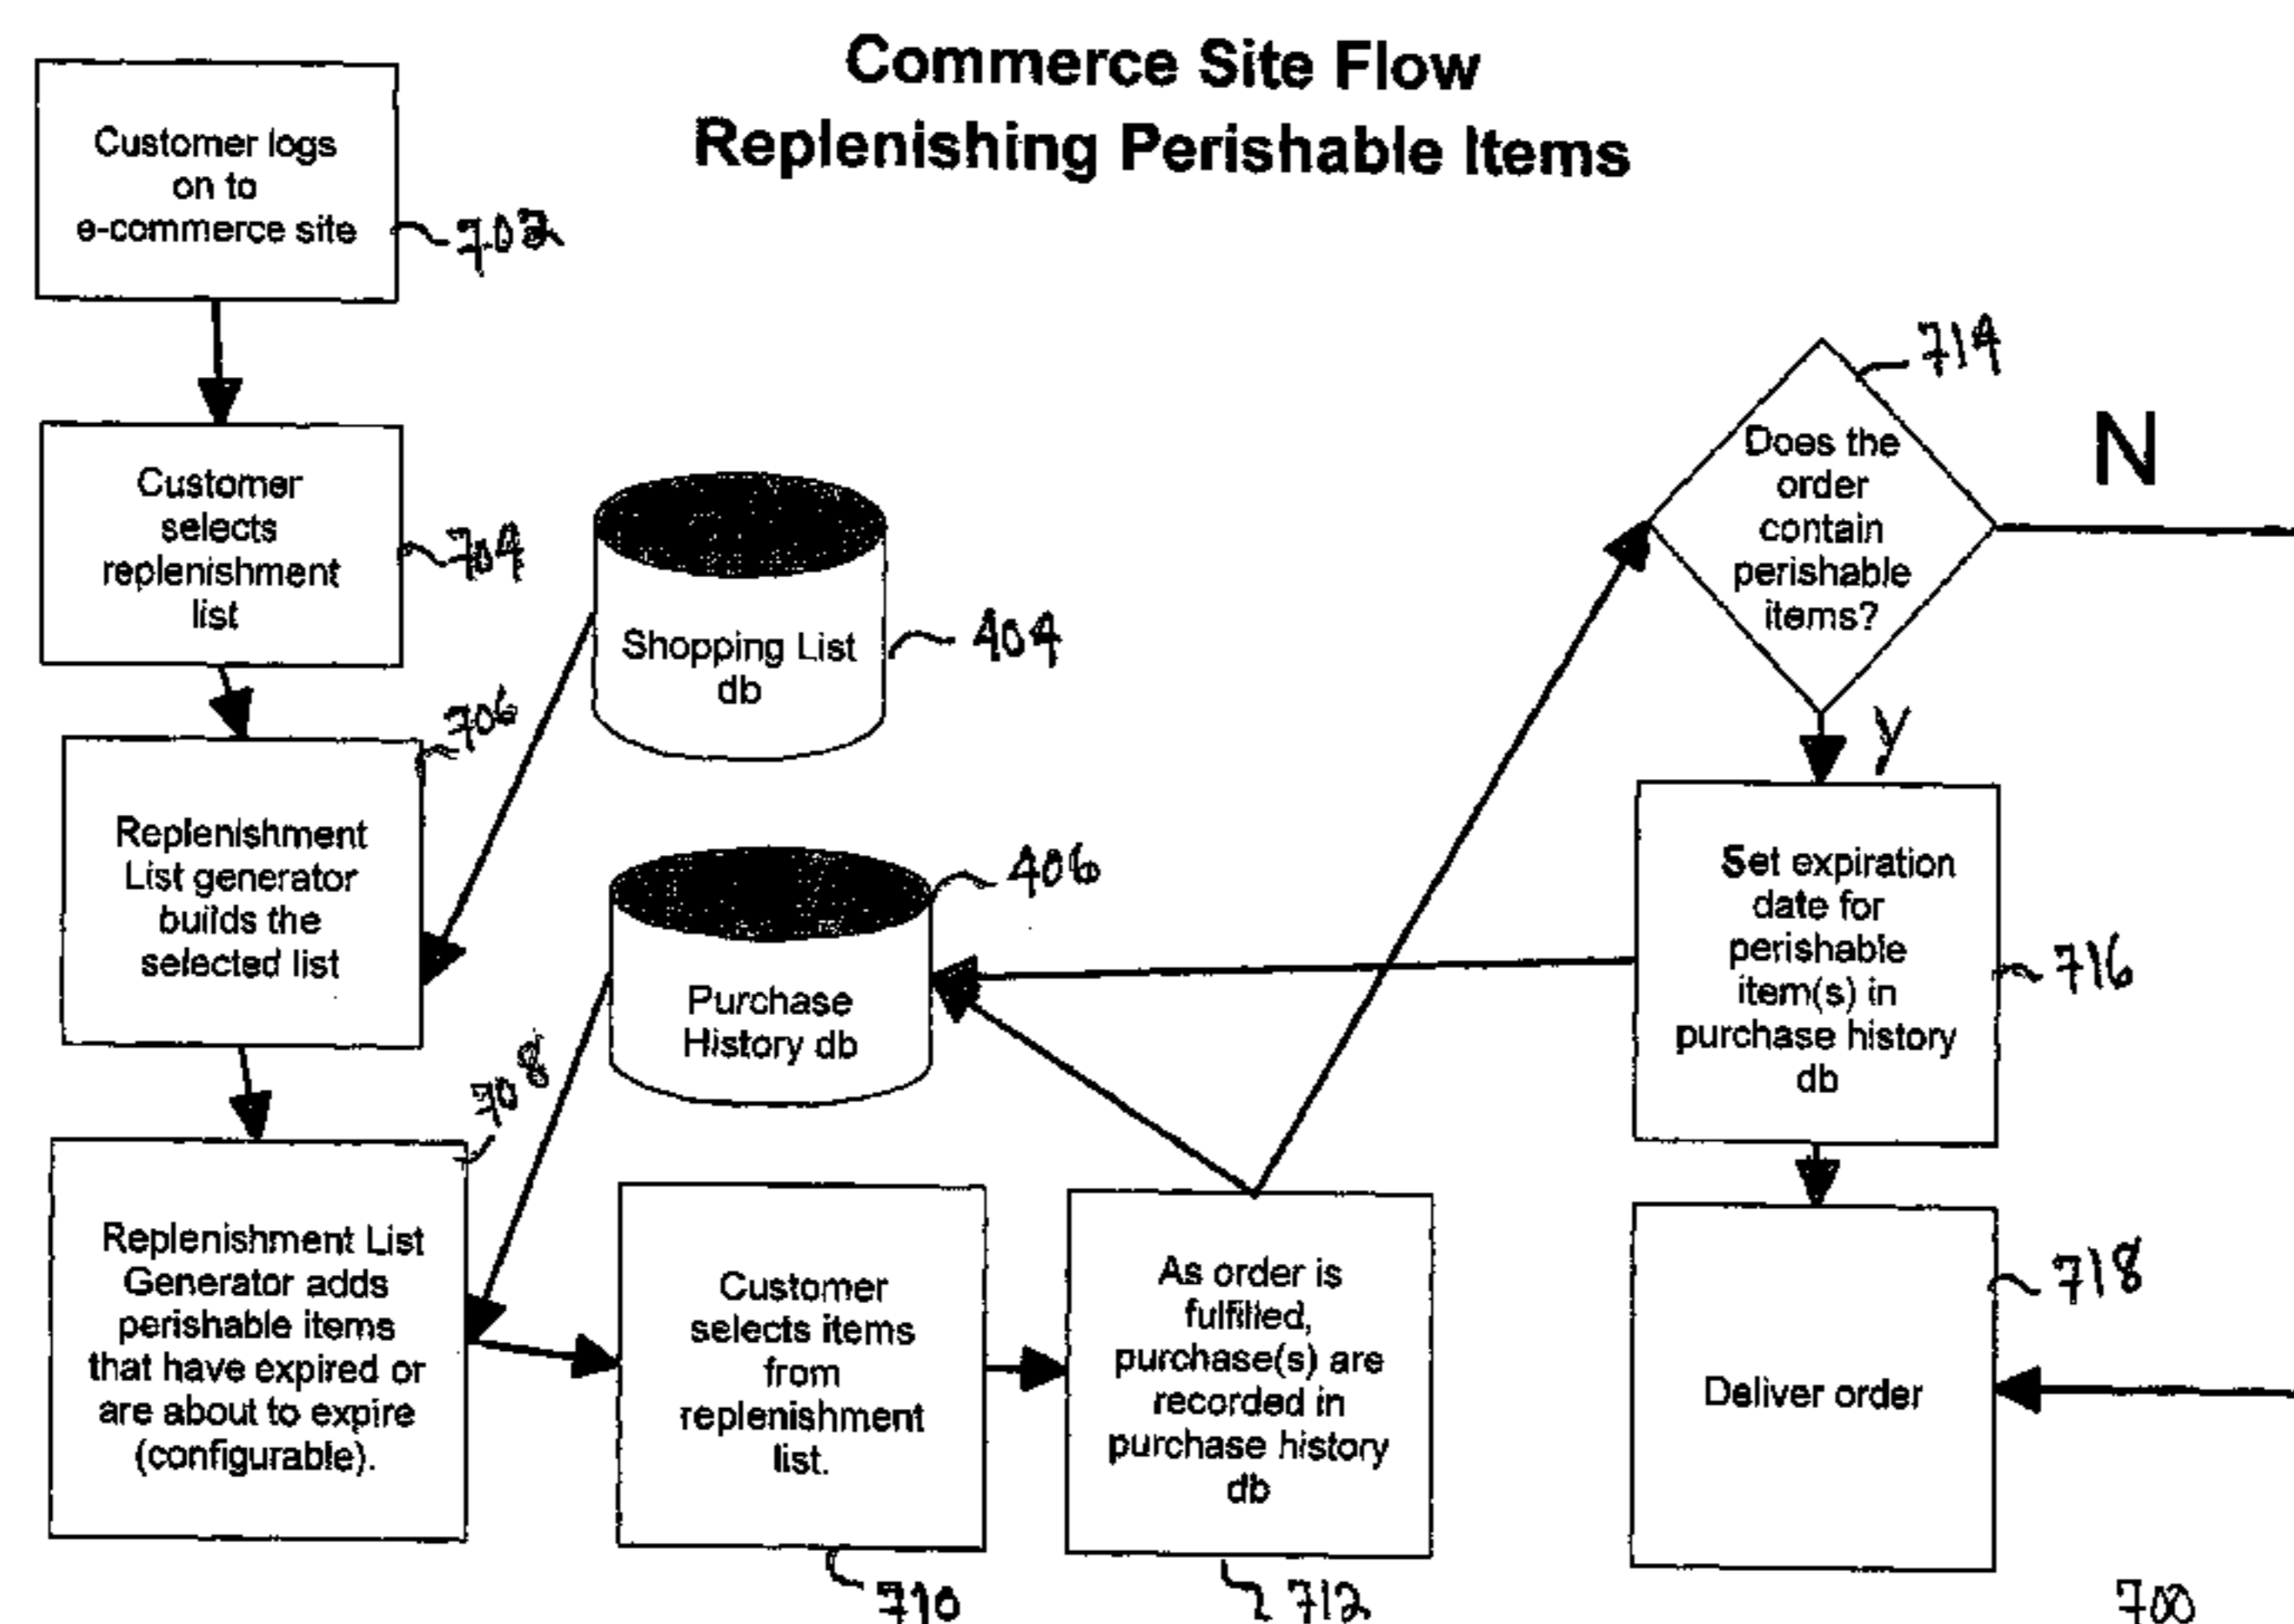 Commerce Site Flow
Replenishing Perishable Items
Customer logs
on to
e-commerce site
702
Customer
selects
replenishment
list
704
Replenishment
List generator
builds the
selected list
706
Shopping List
db
404
Purchase
History db
406
Replenishment List
Generator adds
perishable items
that have expired or
are about to expire
(configurable).
708
Customer
selects items
from
replenishment
list.
710
As order is
fulfilled,
purchase(s) are
recorded in
purchase history
db
712
Does the
order
contain
perishable
items?
714
N
Y
Set expiration
date for
perishable
item(s) in
purchase history
db
716
Deliver order
718
700